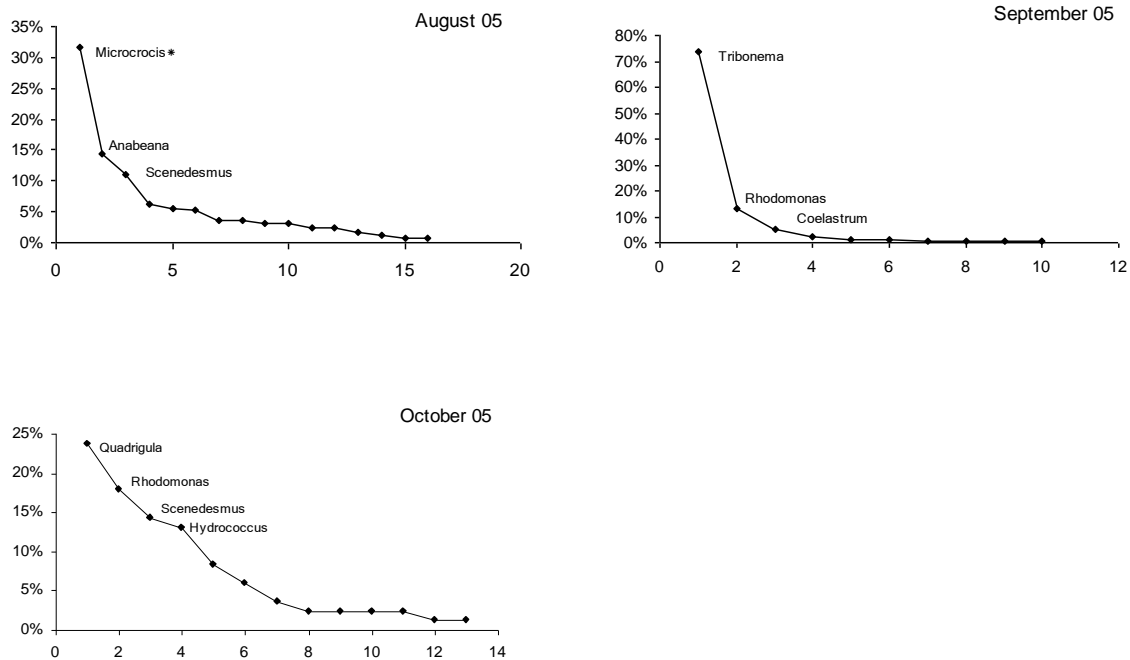 August 05
35%
30%
25%
20%
15%
10%
5%
0%
Microcrocis*
Anabeana
Scenedesmus
0 5 10 15 20
September 05
80%
70%
60%
50%
40%
30%
20%
10%
0%
Tribonema
Rhodomonas
Coelastrum
0 2 4 6 8 10 12
October 05
25%
20%
15%
10%
5%
0%
Quadrigula
Rhodomonas
Scenedesmus
Hydrococcus
0 2 4 6 8 10 12 14